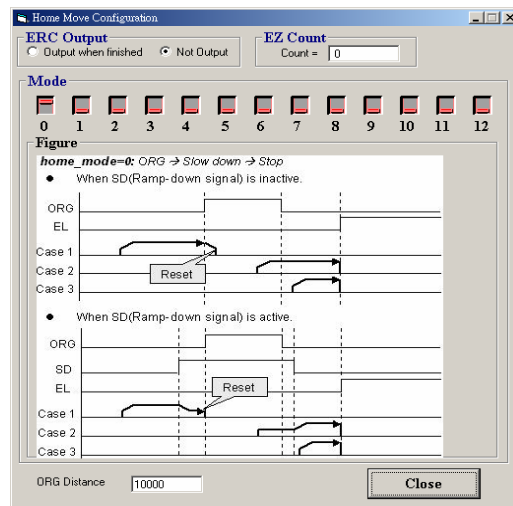 Home Move Configuration
ERC Output
Output when finished
Not Output
EZ Count
Count =
0
Mode
0 1 2 3 4 5 6 7 8 9 10 11 12
Figure
home_mode=0: ORG → Slow down → Stop
● When SD(Ramp-down signal) is inactive.
ORG
EL
Case 1
Reset
Case 2
Case 3
● When SD(Ramp-down signal) is active.
ORG
SD
EL
Reset
Case 1
Case 2
Case 3
ORG Distance
10000
Close